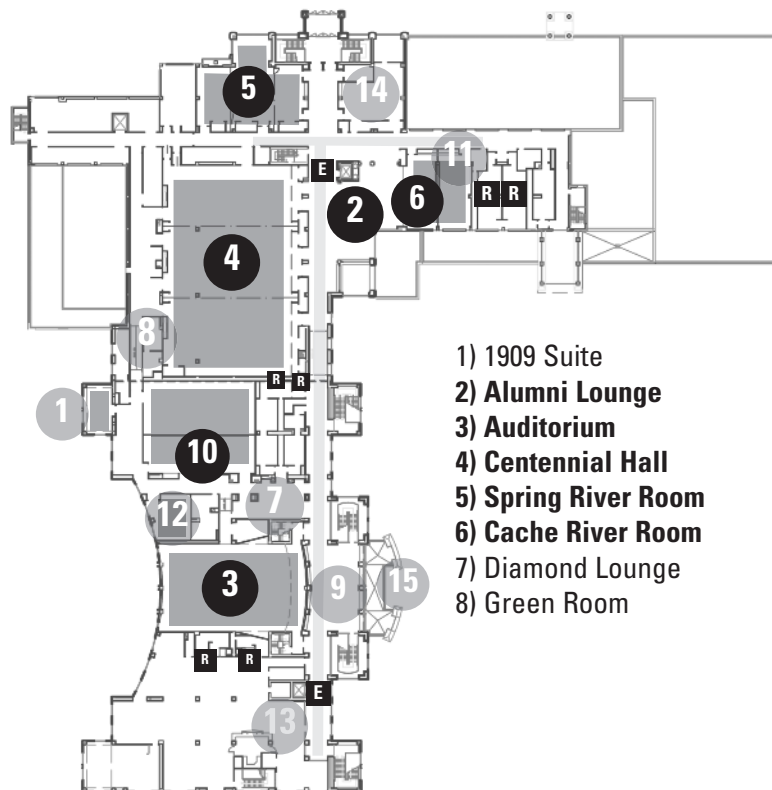 5
14
11
E
R R
6
2
4
8
R R
1
10
7
12
3
9
15
R R
E
13
1) 1909 Suite
2) Alumni Lounge
3) Auditorium
4) Centennial Hall
5) Spring River Room
6) Cache River Room
7) Diamond Lounge
8) Green Room